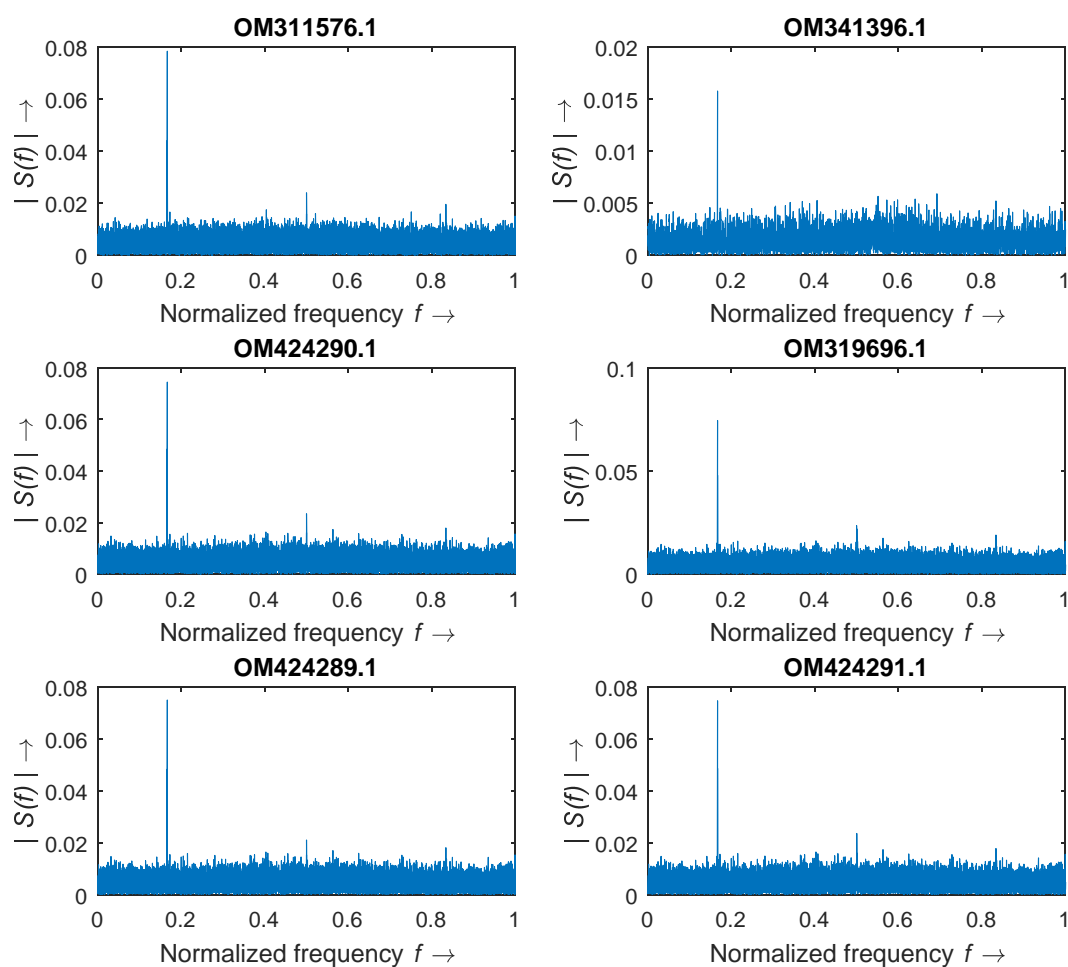 OM311576.1
0.08
0.06
0.04
0.02
0
| S(f) | →
0 0.2 0.4 0.6 0.8 1
Normalized frequency f →
OM341396.1
0.02
0.015
0.01
0.005
0
| S(f) | →
0 0.2 0.4 0.6 0.8 1
Normalized frequency f →
OM424290.1
0.08
0.06
0.04
0.02
0
| S(f) | →
0 0.2 0.4 0.6 0.8 1
Normalized frequency f →
OM319696.1
0.1
0.05
0
| S(f) | →
0 0.2 0.4 0.6 0.8 1
Normalized frequency f →
OM424289.1
0.08
0.06
0.04
0.02
0
| S(f) | →
0 0.2 0.4 0.6 0.8 1
Normalized frequency f →
OM424291.1
0.08
0.06
0.04
0.02
0
| S(f) | →
0 0.2 0.4 0.6 0.8 1
Normalized frequency f →